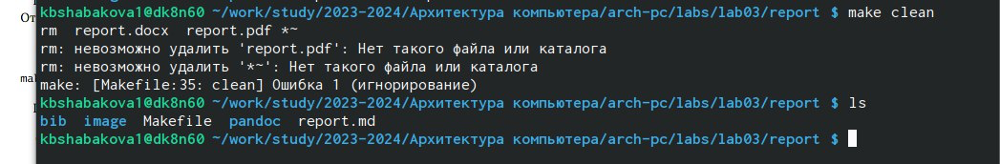 kbshabakova1@dk8n60 ~/work/study/2023-2024/Архитектура компьютера/arch-pc/labs/lab03/report $ make clean
rm  report.docx  report.pdf *~
rm: невозможно удалить 'report.pdf': Нет такого файла или каталога
rm: невозможно удалить '*~': Нет такого файла или каталога
make: [Makefile:35: clean] Ошибка 1 (игнорирование)
kbshabakova1@dk8n60 ~/work/study/2023-2024/Архитектура компьютера/arch-pc/labs/lab03/report $ ls
bib  image  Makefile  pandoc  report.md
kbshabakova1@dk8n60 ~/work/study/2023-2024/Архитектура компьютера/arch-pc/labs/lab03/report $